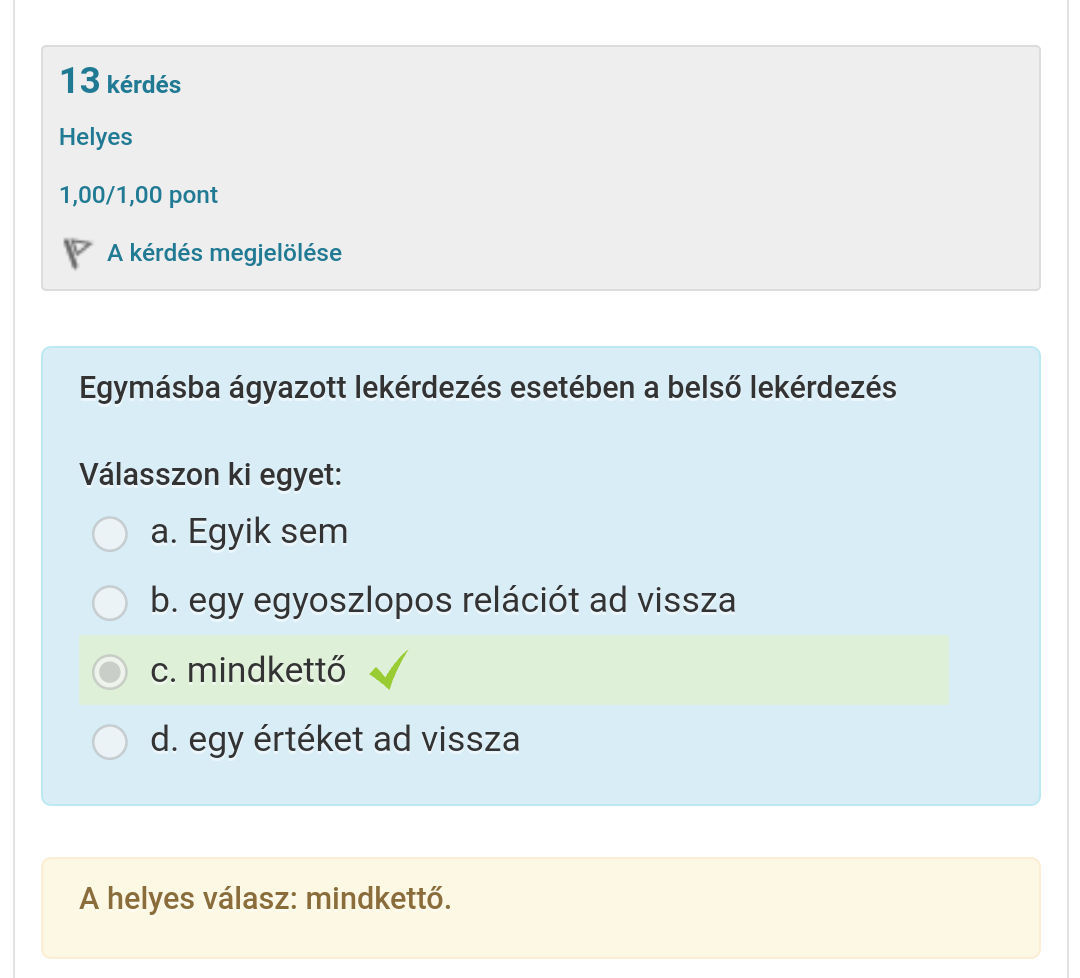 13 kérdés
Helyes
1,00/1,00 pont
A kérdés megjelölése
Egymásba ágyazott lekérdezés esetében a belső lekérdezés
Válasszon ki egyet:
a. Egyik sem
b. egy egyoszlopos relációt ad vissza
c. mindkettő
d. egy értéket ad vissza
A helyes válasz: mindkettő.